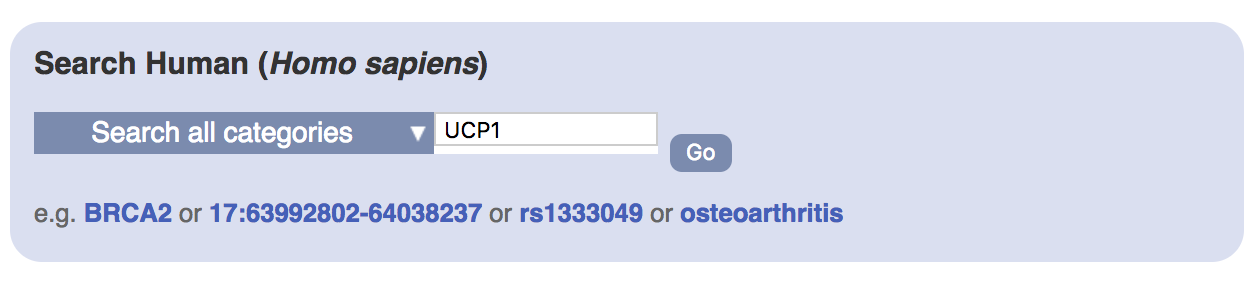 Search Human (Homo sapiens)
Search all categories ▼ UCP1 Go
e.g. BRCA2 or 17:63992802-64038237 or rs1333049 or osteoarthritis